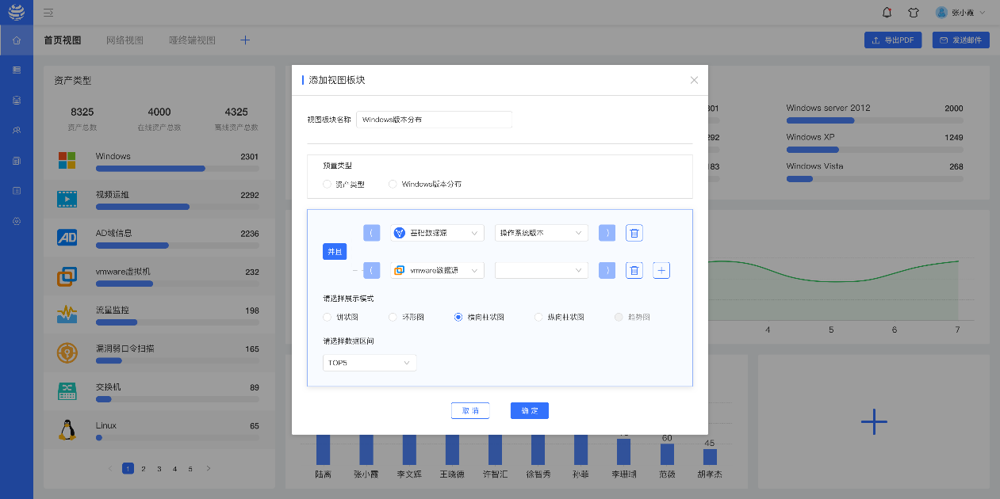 张小霞
首页视图 网络视图 哑终端视图
导出PDF 发送邮件
资产类型
8325 4000 4325
资产总数 在线资产总数 离线资产总数
Windows 2301
视频运维 2292
AD域信息 2236
vmware虚拟机 232
流量监控 198
漏洞弱口令扫描 165
交换机 89
Linux 65
1 2 3 4 5
添加视图板块
视图板块名称 Windows版本分布
预置类型
资产类型 Windows版本分布
( 基础数据源 操作系统版本 )
并且
( vmware数据源 )
请选择展示模式
饼状图 环形图 横向柱状图 纵向柱状图 趋势图
请选择数据区间
TOP5
取 消 确 定
Windows server 2012 2000
Windows XP 1249
Windows Vista 268
4 5 6 7
60
45
陆离 张小霞 李文辉 王晓德 许智汇 徐智秀 孙菲 李珊瑚 范薇 胡孝杰